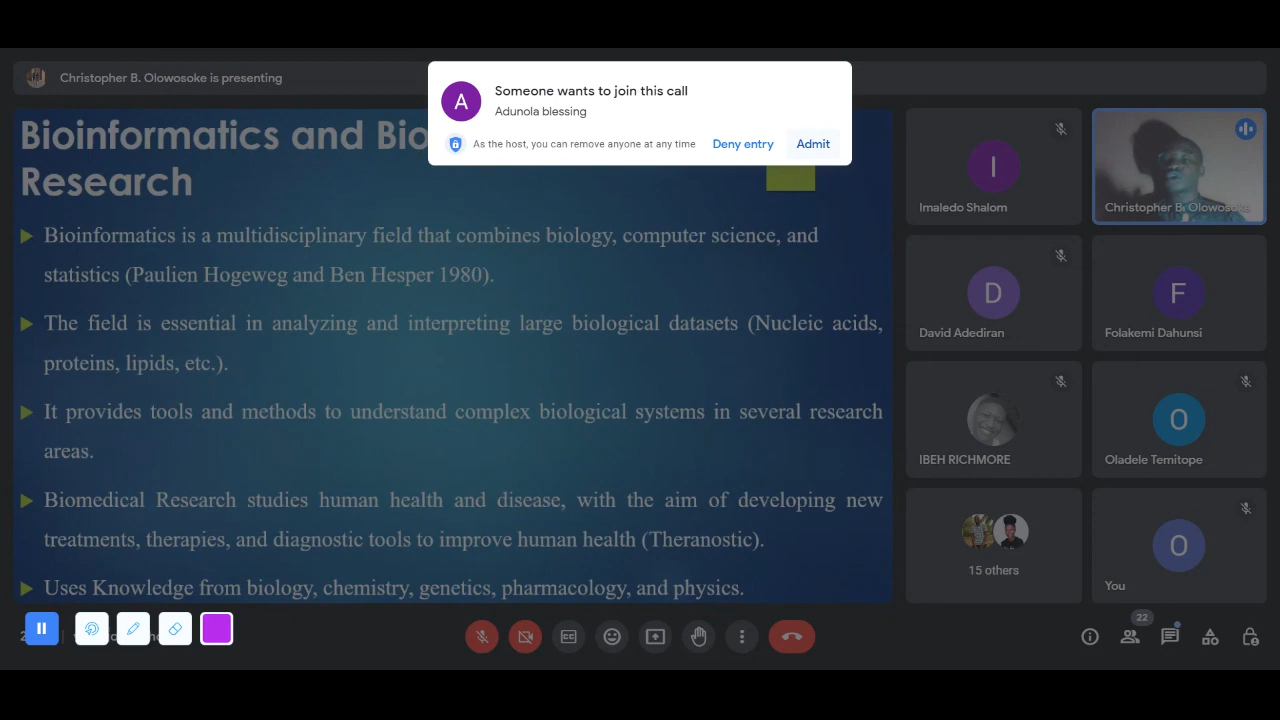 Christopher B. Olowosoke is presenting
A
Someone wants to join this call
Adunola blessing
As the host, you can remove anyone at any time
Deny entry
Admit
Bioinformatics and Bio
Research
Bioinformatics is a multidisciplinary field that combines biology, computer science, and
statistics (Paulien Hogeweg and Ben Hesper 1980).
The field is essential in analyzing and interpreting large biological datasets (Nucleic acids,
proteins, lipids, etc.).
It provides tools and methods to understand complex biological systems in several research
areas.
Biomedical Research studies human health and disease, with the aim of developing new
treatments, therapies, and diagnostic tools to improve human health (Theranostic).
Uses Knowledge from biology, chemistry, genetics, pharmacology, and physics.
I
Imaledo Shalom
Christopher B. Olowosoke
D
David Adediran
F
Folakemi Dahunsi
IBEH RICHMORE
O
Oladele Temitope
15 others
O
You
CC
22